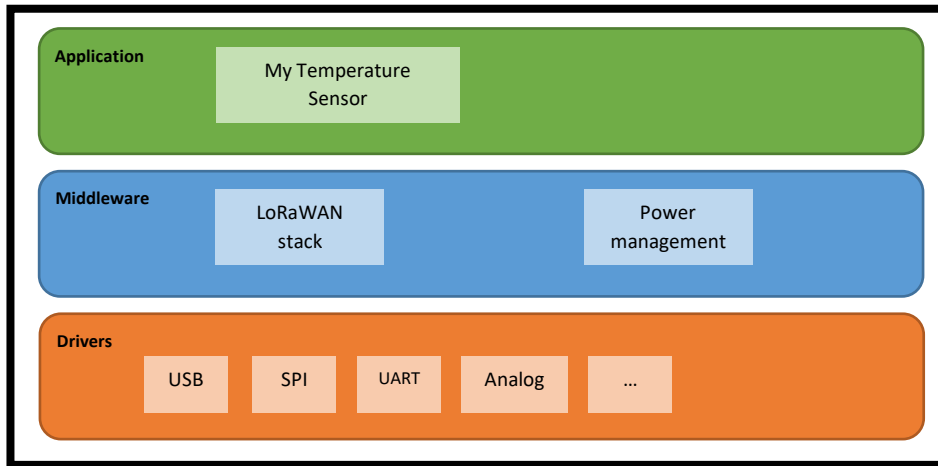 Application
My Temperature
Sensor
Middleware
LoRaWAN
stack
Power
management
Drivers
USB
SPI
UART
Analog
...